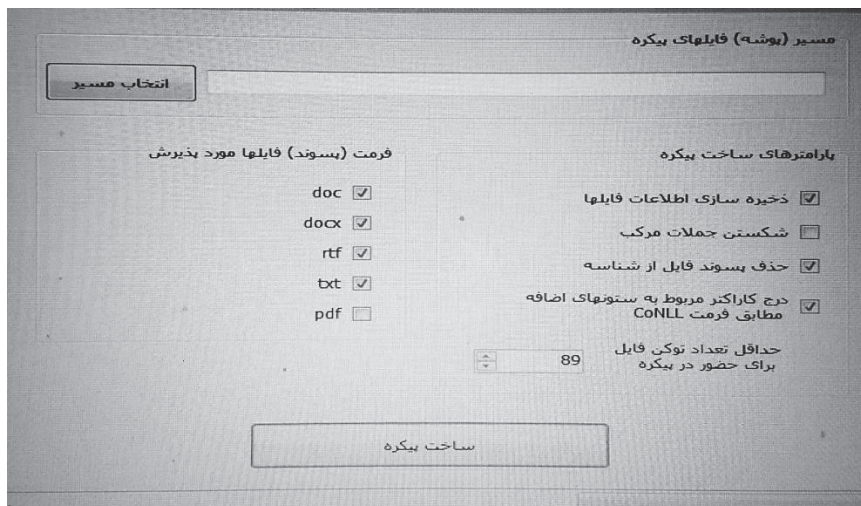 مسیر (پوشه) فایلهای پیکره
انتخاب مسیر
پارامترهای ساخت پیکره
ذخیره سازی اطلاعات فایلها
شکستن جملات مرکب
حذف پسوند فایل از شناسه
درج کاراکتر مربوط به ستونهای اضافه
مطابق فرمت CoNLL
حداقل تعداد توکن فایل
برای حضور در پیکره
89
فرمت (پسوند) فایلها مورد پذیرش
doc
docx
rtf
txt
pdf
ساخت پیکره